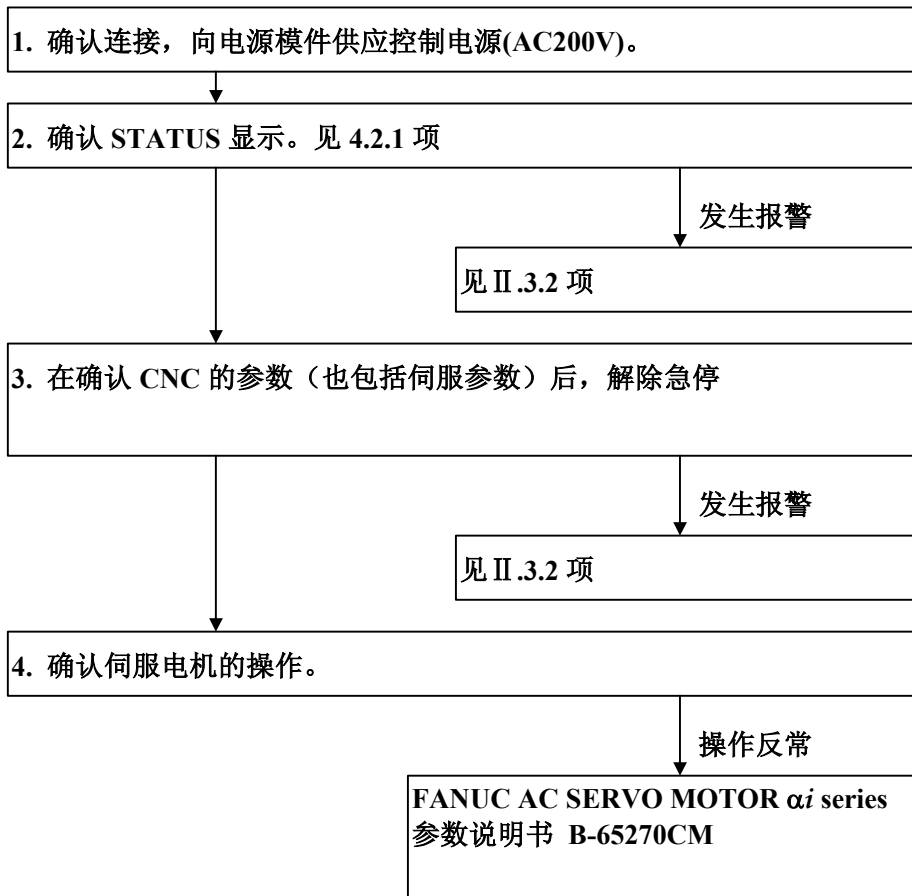 1. 确认连接，向电源模件供应控制电源(AC200V)。
2. 确认 STATUS 显示。见 4.2.1 项
发生报警
见Ⅱ.3.2 项
3. 在确认 CNC 的参数（也包括伺服参数）后，解除急停
发生报警
见Ⅱ.3.2 项
4. 确认伺服电机的操作。
操作反常
FANUC AC SERVO MOTOR αi series
参数说明书 B-65270CM